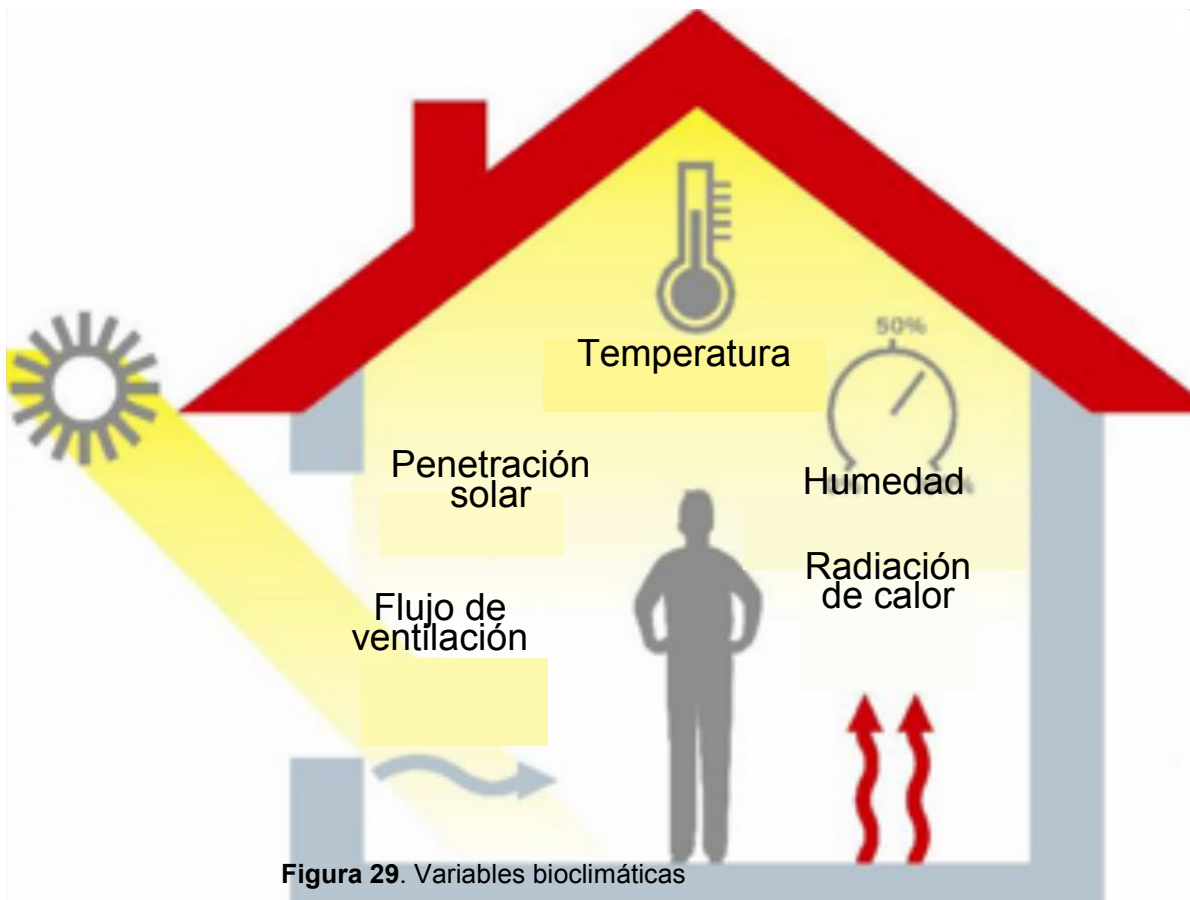 50%
Temperatura
Penetración
solar
Humedad
Radiación
de calor
Flujo de
ventilación
Figura 29. Variables bioclimáticas